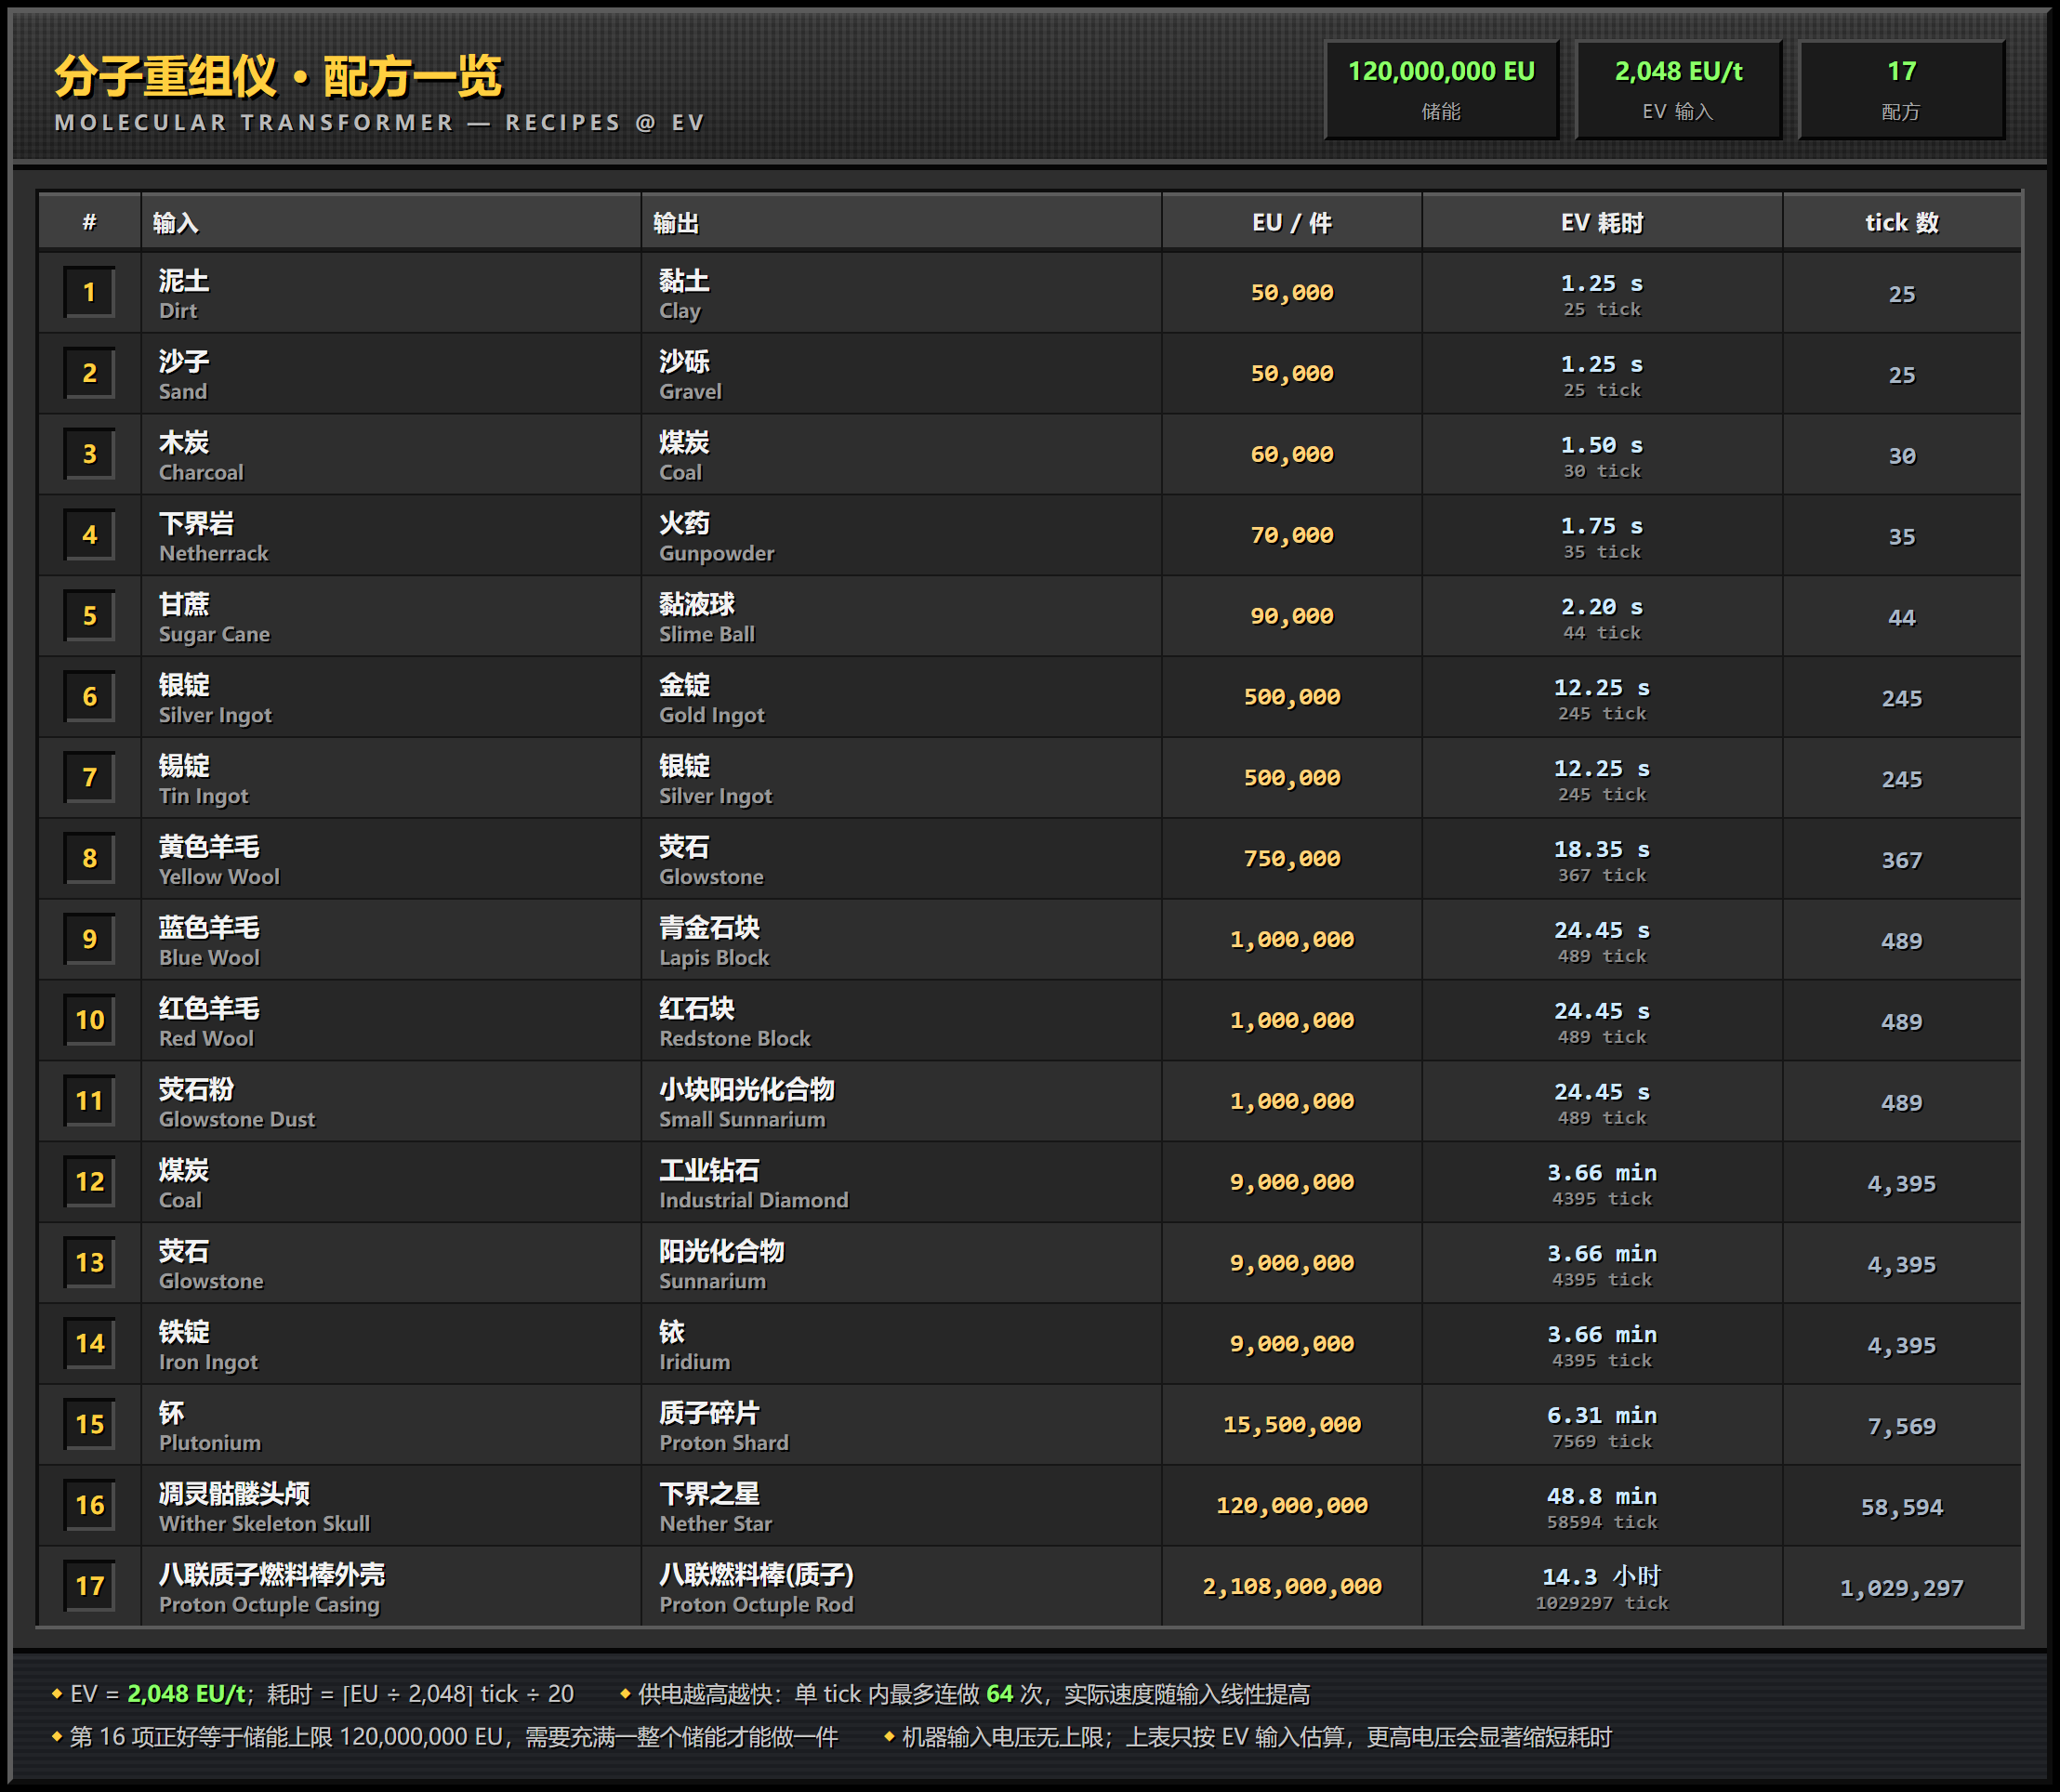 分子重组仪 · 配方一览
MOLECULAR TRANSFORMER — RECIPES @ EV
120,000,000 EU
储能
2,048 EU/t
EV 输入
17
配方
# 输入 输出 EU / 件 EV 耗时 tick 数
1 泥土 黏土 50,000 1.25 s 25
Dirt Clay 25 tick
2 沙子 沙砾 50,000 1.25 s 25
Sand Gravel 25 tick
3 木炭 煤炭 60,000 1.50 s 30
Charcoal Coal 30 tick
4 下界岩 火药 70,000 1.75 s 35
Netherrack Gunpowder 35 tick
5 甘蔗 黏液球 90,000 2.20 s 44
Sugar Cane Slime Ball 44 tick
6 银锭 金锭 500,000 12.25 s 245
Silver Ingot Gold Ingot 245 tick
7 锡锭 银锭 500,000 12.25 s 245
Tin Ingot Silver Ingot 245 tick
8 黄色羊毛 荧石 750,000 18.35 s 367
Yellow Wool Glowstone 367 tick
9 蓝色羊毛 青金石块 1,000,000 24.45 s 489
Blue Wool Lapis Block 489 tick
10 红色羊毛 红石块 1,000,000 24.45 s 489
Red Wool Redstone Block 489 tick
11 荧石粉 小块阳光化合物 1,000,000 24.45 s 489
Glowstone Dust Small Sunnarium 489 tick
12 煤炭 工业钻石 9,000,000 3.66 min 4,395
Coal Industrial Diamond 4395 tick
13 荧石 阳光化合物 9,000,000 3.66 min 4,395
Glowstone Sunnarium 4395 tick
14 铁锭 铱 9,000,000 3.66 min 4,395
Iron Ingot Iridium 4395 tick
15 钚 质子碎片 15,500,000 6.31 min 7,569
Plutonium Proton Shard 7569 tick
16 凋灵骷髅头颅 下界之星 120,000,000 48.8 min 58,594
Wither Skeleton Skull Nether Star 58594 tick
17 八联质子燃料棒外壳 八联燃料棒(质子) 2,108,000,000 14.3 小时 1,029,297
Proton Octuple Casing Proton Octuple Rod 1029297 tick
◆ EV = 2,048 EU/t；耗时 = ⌈EU ÷ 2,048⌉ tick ÷ 20 ◆ 供电越高越快：单 tick 内最多连做 64 次，实际速度随输入线性提高
◆ 第 16 项正好等于储能上限 120,000,000 EU，需要充满一整个储能才能做一件 ◆ 机器输入电压无上限；上表只按 EV 输入估算，更高电压会显著缩短耗时